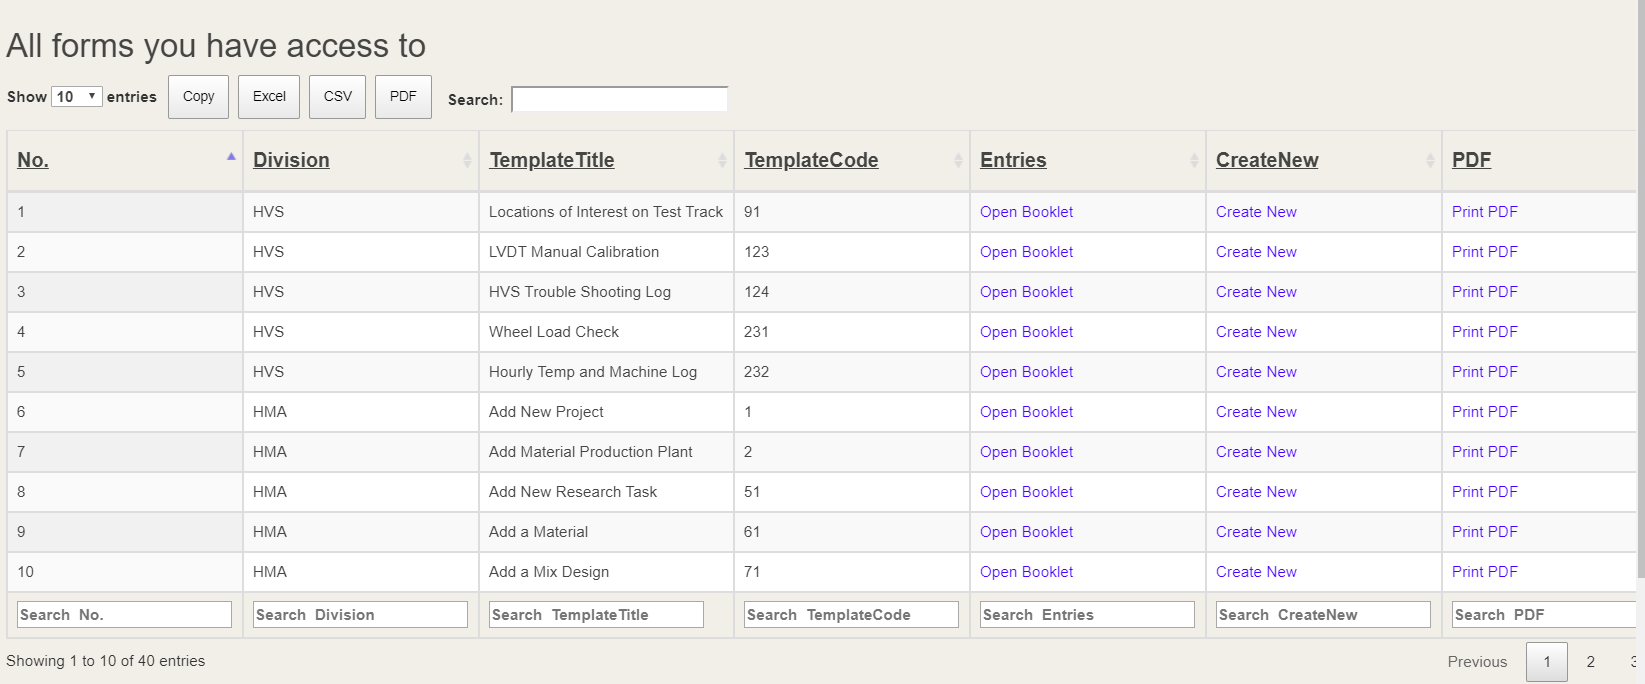 All forms you have access to
Show 10 entries Copy Excel CSV PDF Search:
No. Division TemplateTitle TemplateCode Entries CreateNew PDF
1 HVS Locations of Interest on Test Track 91 Open Booklet Create New Print PDF
2 HVS LVDT Manual Calibration 123 Open Booklet Create New Print PDF
3 HVS HVS Trouble Shooting Log 124 Open Booklet Create New Print PDF
4 HVS Wheel Load Check 231 Open Booklet Create New Print PDF
5 HVS Hourly Temp and Machine Log 232 Open Booklet Create New Print PDF
6 HMA Add New Project 1 Open Booklet Create New Print PDF
7 HMA Add Material Production Plant 2 Open Booklet Create New Print PDF
8 HMA Add New Research Task 51 Open Booklet Create New Print PDF
9 HMA Add a Material 61 Open Booklet Create New Print PDF
10 HMA Add a Mix Design 71 Open Booklet Create New Print PDF
Search No. Search Division Search TemplateTitle Search TemplateCode Search Entries Search CreateNew Search PDF
Showing 1 to 10 of 40 entries Previous 1 2 3